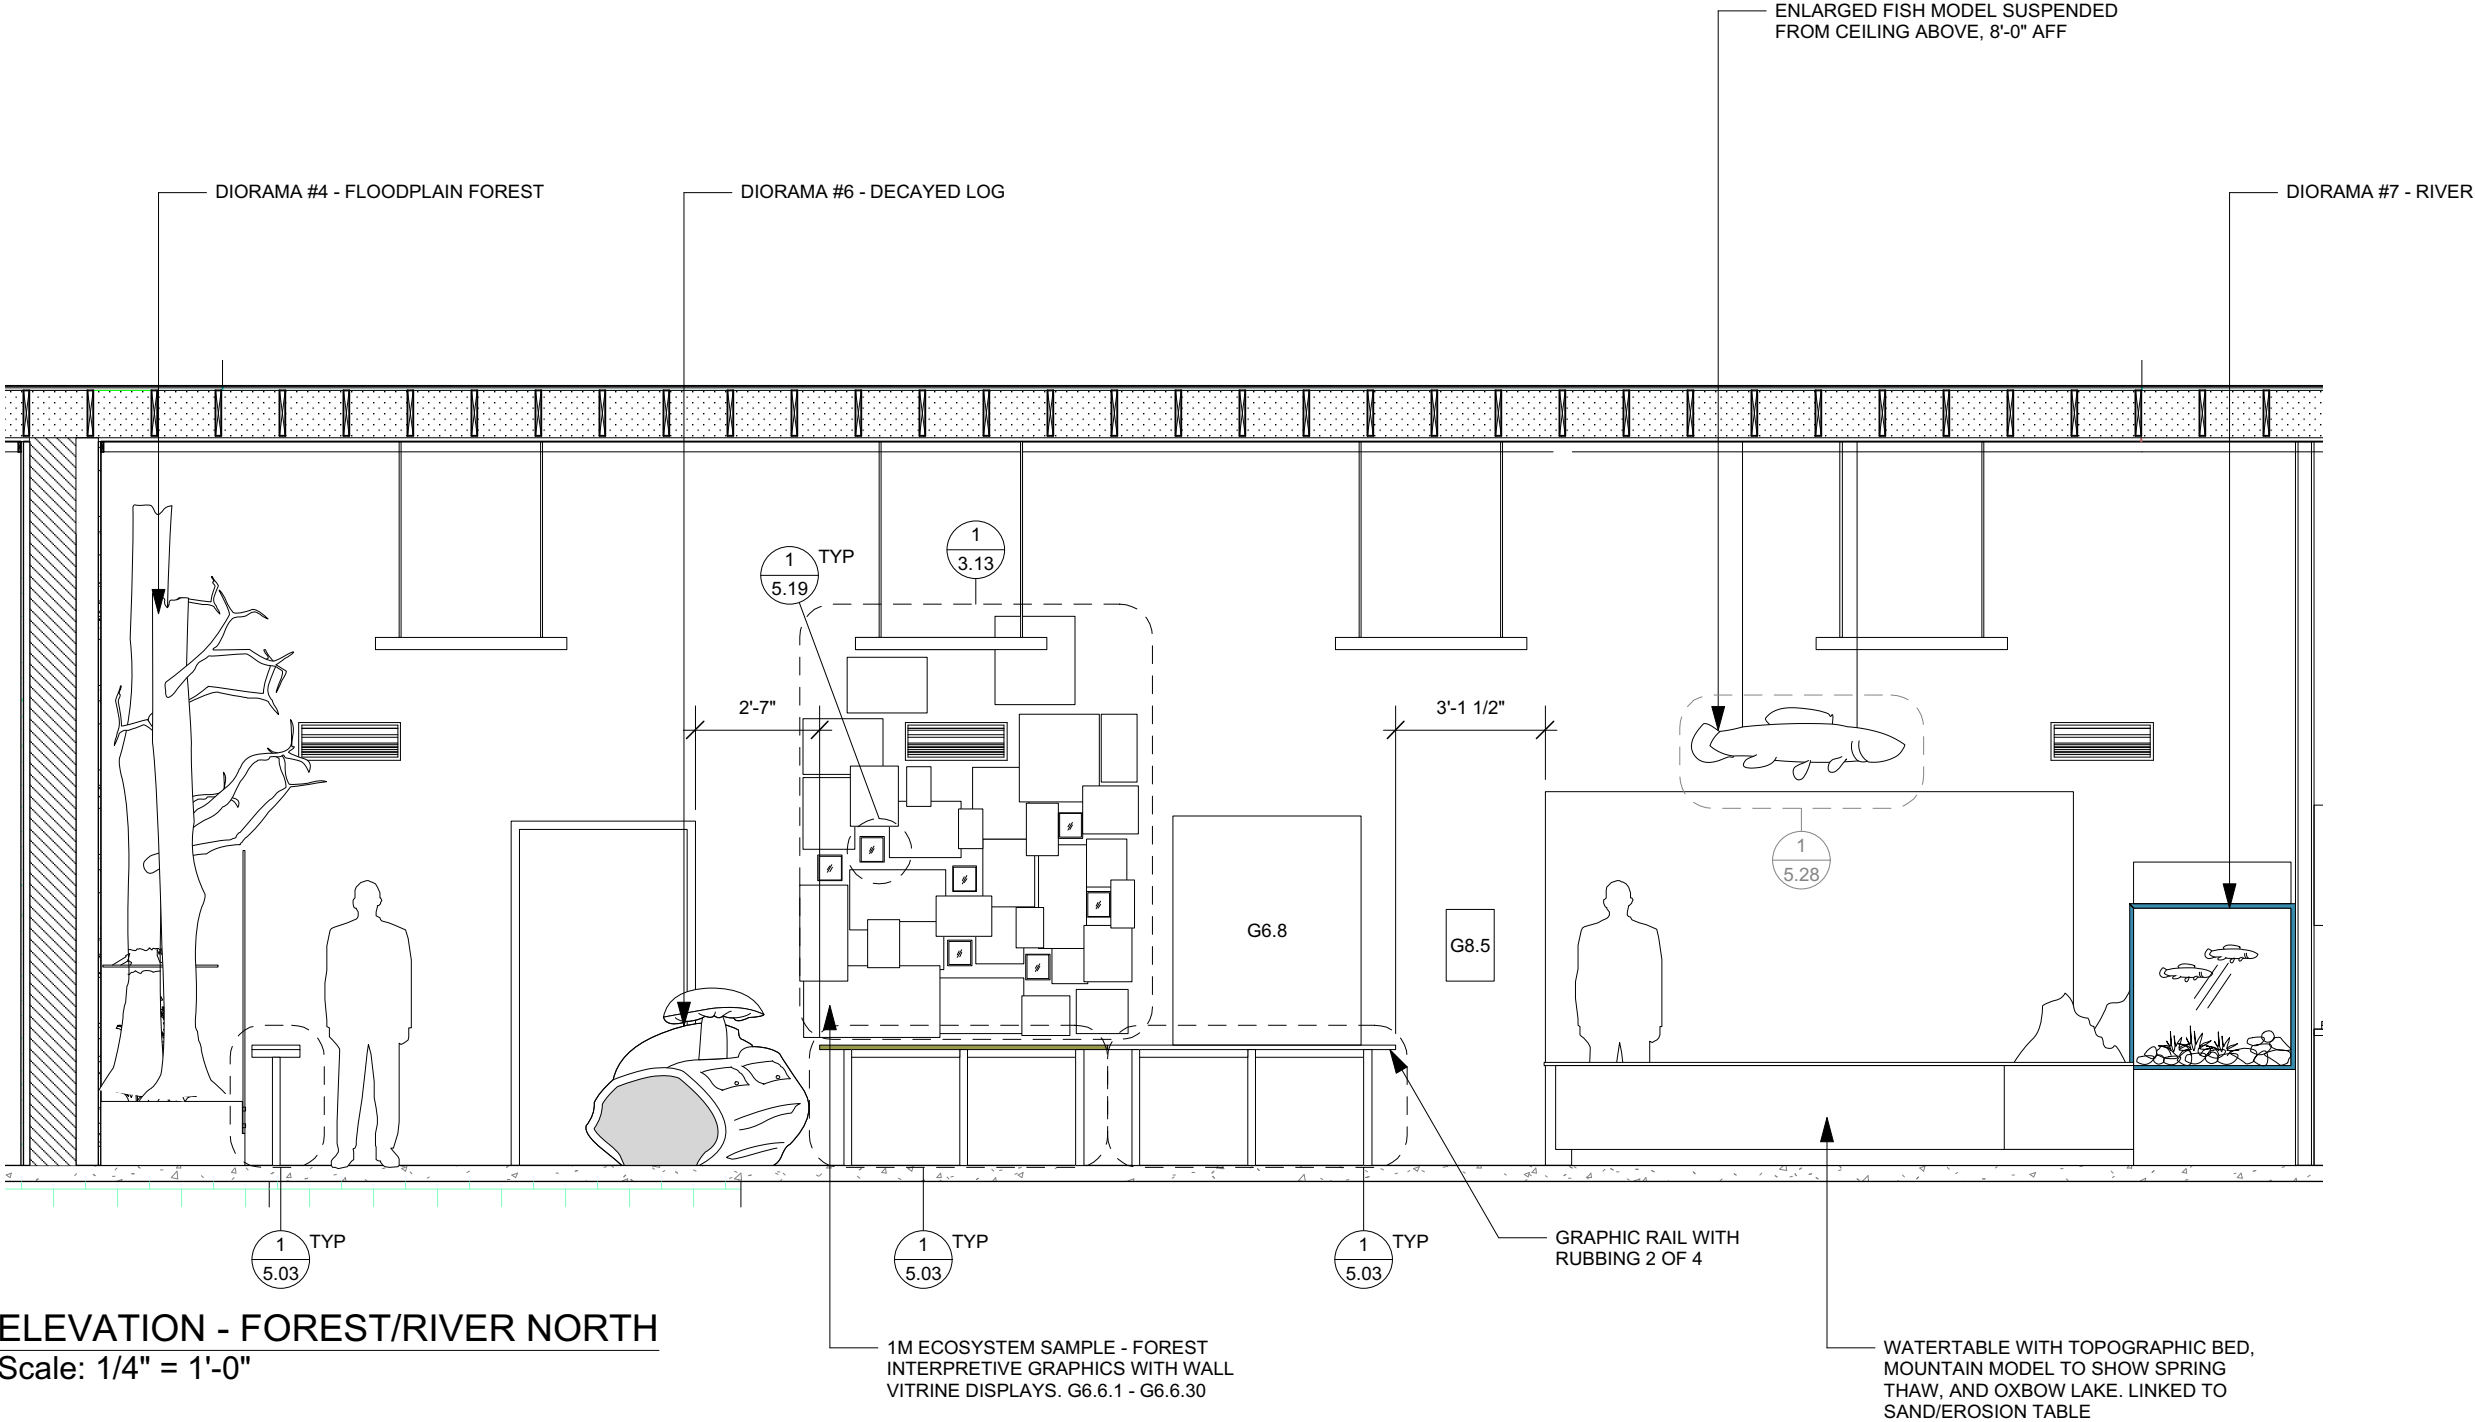 ENLARGED FISH MODEL SUSPENDED
FROM CEILING ABOVE, 8'-0" AFF
DIORAMA #4 - FLOODPLAIN FOREST
DIORAMA #6 - DECAYED LOG
DIORAMA #7 - RIVER
1
3.13
1
5.19
TYP
2'-7"
3'-1 1/2"
1
5.28
G6.8
G8.5
1
5.03
TYP
1
5.03
TYP
1
5.03
TYP
GRAPHIC RAIL WITH
RUBBING 2 OF 4
ELEVATION - FOREST/RIVER NORTH
Scale: 1/4" = 1'-0"
1M ECOSYSTEM SAMPLE - FOREST
INTERPRETIVE GRAPHICS WITH WALL
VITRINE DISPLAYS. G6.6.1 - G6.6.30
WATERTABLE WITH TOPOGRAPHIC BED,
MOUNTAIN MODEL TO SHOW SPRING
THAW, AND OXBOW LAKE. LINKED TO
SAND/EROSION TABLE